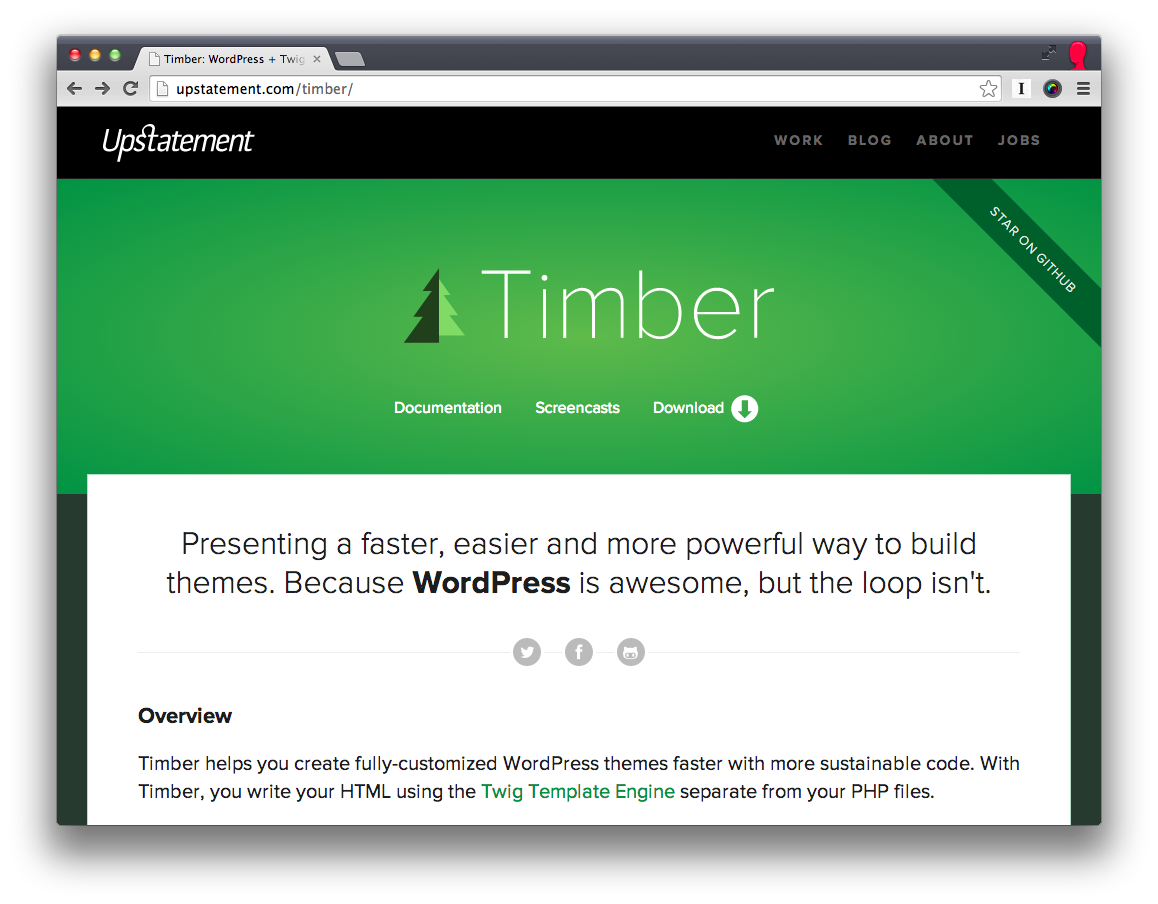 Timber: WordPress + Twig
upstatement.com/timber/
I
Upstatement
WORK BLOG ABOUT JOBS
STAR ON GITHUB
Timber
Documentation Screencasts Download
Presenting a faster, easier and more powerful way to build
themes. Because WordPress is awesome, but the loop isn't.
Overview
Timber helps you create fully-customized WordPress themes faster with more sustainable code. With
Timber, you write your HTML using the Twig Template Engine separate from your PHP files.